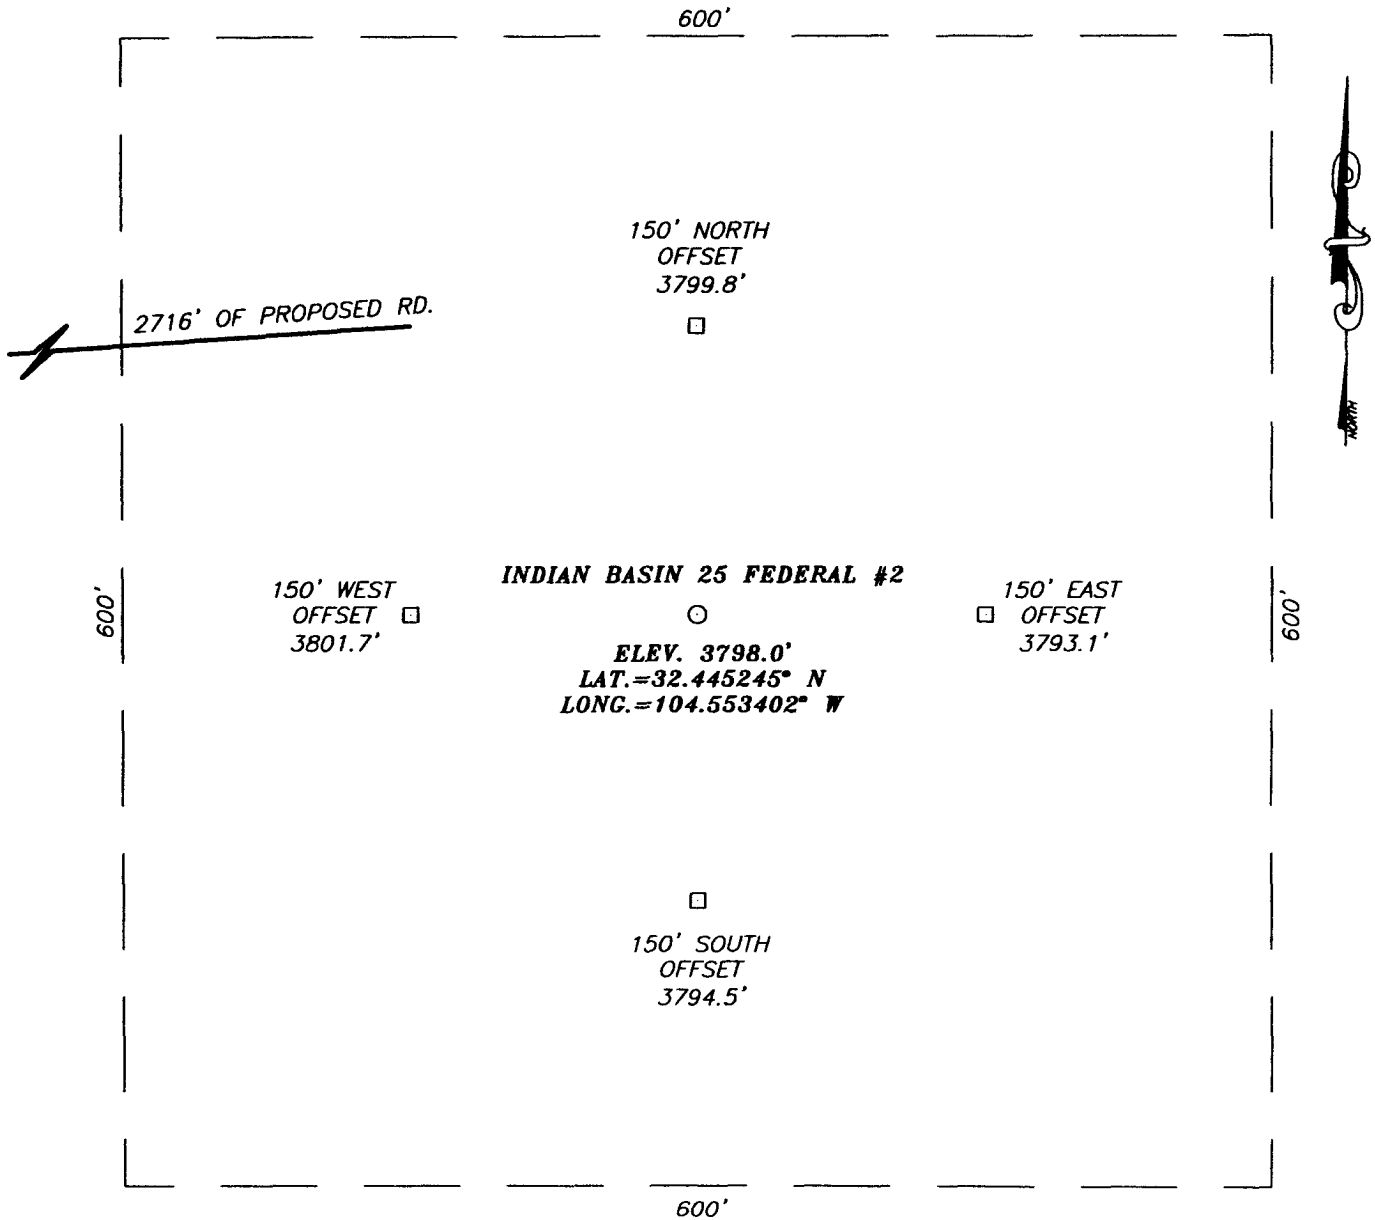 600'
150' NORTH
OFFSET
3799.8'
2716' OF PROPOSED RD.
NORTH
600'
150' WEST
OFFSET
3801.7'
INDIAN BASIN 25 FEDERAL #2
ELEV. 3798.0'
LAT.=32.445245° N
LONG.=104.553402° W
150' EAST
OFFSET
3793.1'
600'
150' SOUTH
OFFSET
3794.5'
600'